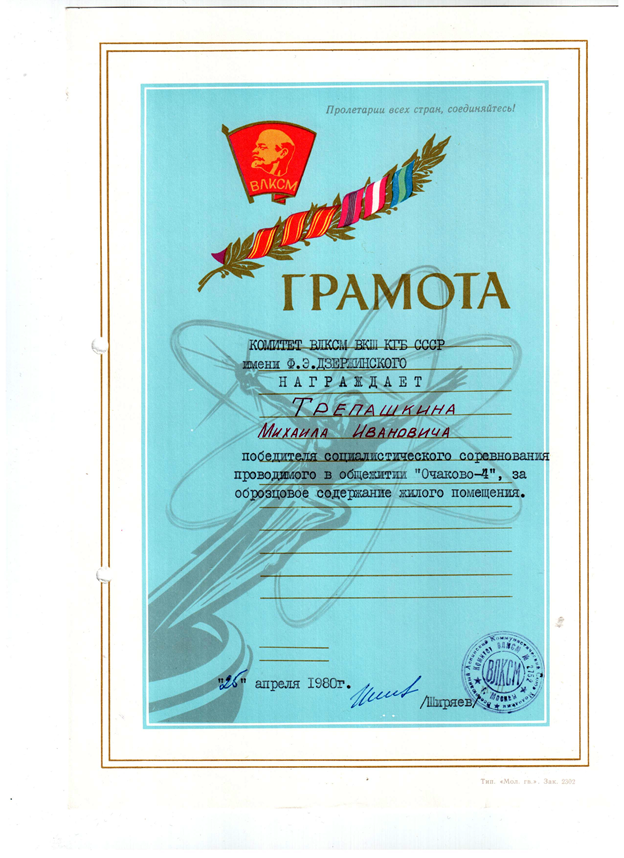 Пролетарии всех стран, соединяйтесь!
ВЛКСМ
ГРАМОТА
КОМИТЕТ ВЛКСМ ВКШ КГБ СССР
имени Ф.Э.ДЗЕРЖИНСКОГО
НАГРАЖДАЕТ
ТРЕПАШКИНА
МИХАИЛА ИВАНОВИЧА
победителя социалистического соревнования
проводимого в общежитии "Очаково-4", за
оброзцовое содержание жилого помещения.
"25" апреля 1980г.
/Ширяев/
ВЛКСМ
Тип. «Мол. гв.». Зак. 2502